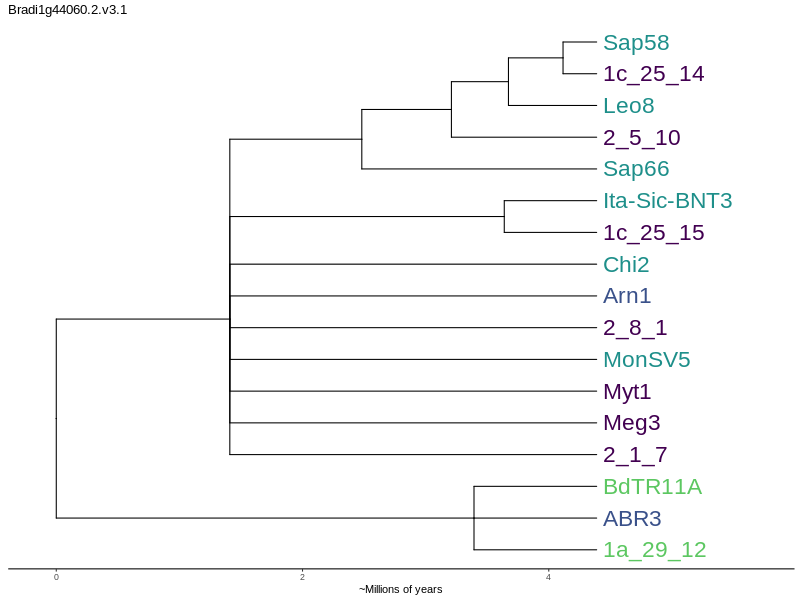 Bradi1g44060.2.v3.1
Sap58
1c_25_14
Leo8
2_5_10
Sap66
Ita-Sic-BNT3
1c_25_15
Chi2
Arn1
2_8_1
MonSV5
Myt1
Meg3
2_1_7
BdTR11A
ABR3
1a_29_12
0 2 4
~Millions of years